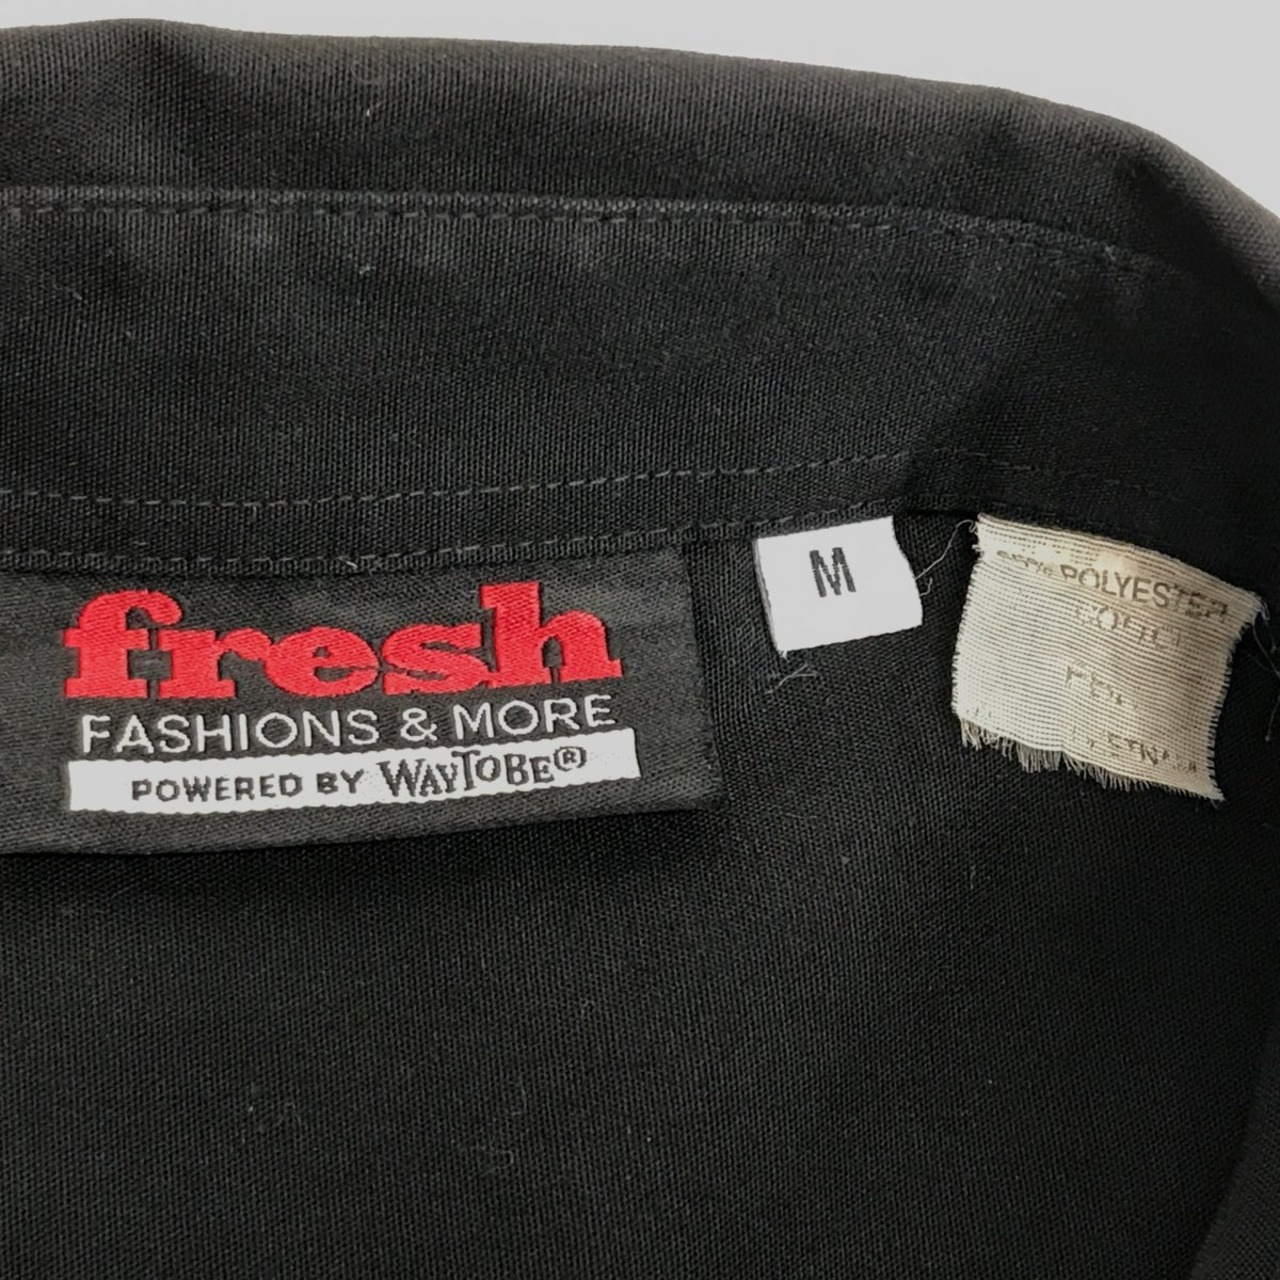 fresh
FASHIONS & MORE
POWERED BY WAYTOBE®
M
POLYESTER